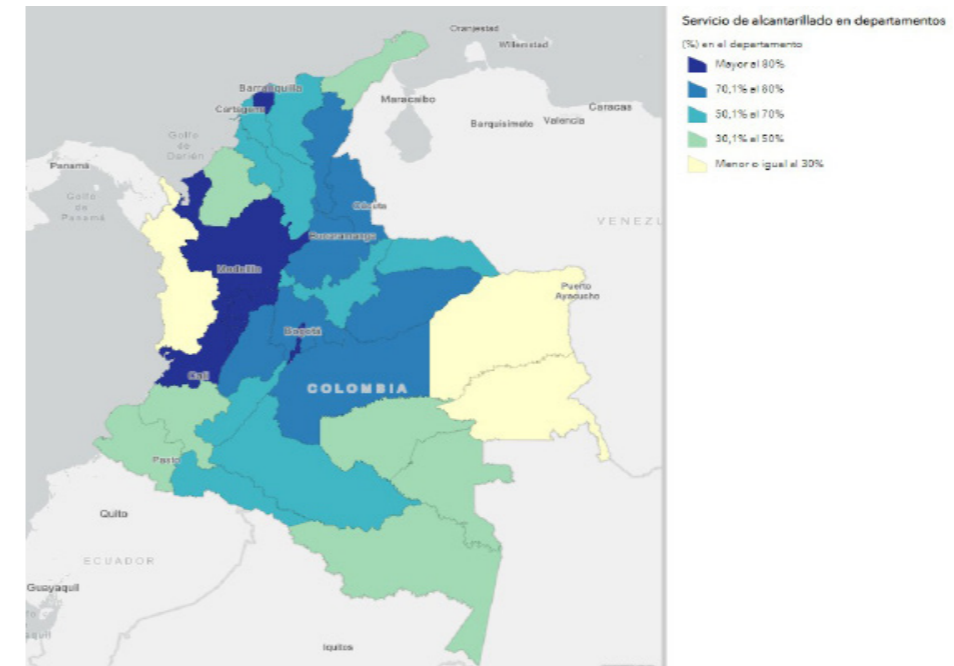 Servicio de alcantarillado en departamentos
(%) en el departamento
Mayor al 80%
70,1% al 80%
50,1% al 70%
30,1% al 50%
Menor o igual al 30%
Oranjestad
Willemstad
Barranquilla
Maracaibo
Caracas
Cartagena
Barquisimeto
Valencia
Golfo
de
Darién
Panamá
Golfo
de
Panamá
Cúcuta
VENEZU
Bucaramanga
Medellín
Puerto
Ayacucho
Bogotá
Cali
COLOMBIA
Pasto
Quito
ECUADOR
Guayaquil
Iquitos